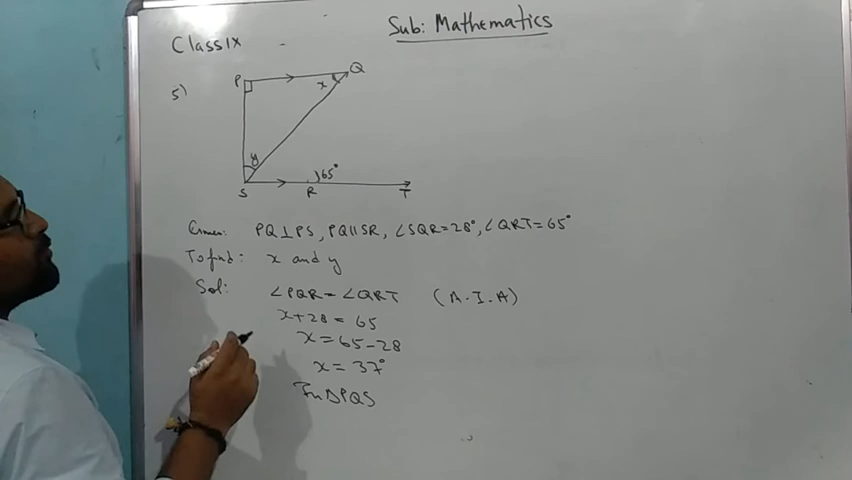 Sub: Mathematics
Class IX
5)
P
Q
x
y
65°
S
R
T
Given: PQ⊥PS, PQ∥SR, ∠SQR=28°, ∠QRT=65°
To find: x and y
Sol: ∠PQR=∠QRT (A.I.A)
x+28=65
x=65-28
x=37°
In ΔPQS